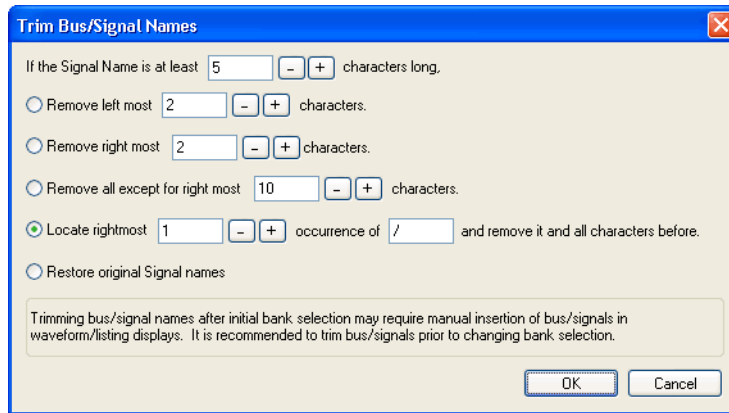 Trim Bus/Signal Names
If the Signal Name is at least 5 - + characters long,
Remove left most 2 - + characters.
Remove right most 2 - + characters.
Remove all except for right most 10 - + characters.
Locate rightmost 1 - + occurrence of / and remove it and all characters before.
Restore original Signal names
Trimming bus/signal names after initial bank selection may require manual insertion of bus/signals in
waveform/listing displays. It is recommended to trim bus/signals prior to changing bank selection.
OK Cancel